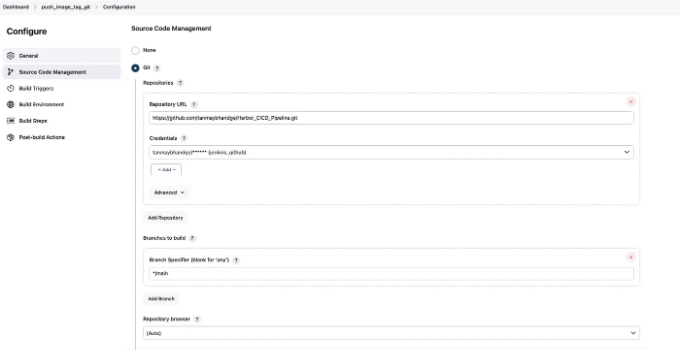 Dashboard > push_image_tag_git > Configuration
Configure
General
Source Code Management
Build Triggers
Build Environment
Build Steps
Post-build Actions
Source Code Management
None
Git ?
Repositories ?
Repository URL ?
https://github.com/tanmaybhandge/Harbor_CICD_Pipeline.git
Credentials ?
tanmaybhandge/****** (jenkins_github)
+ Add
Advanced
Add Repository
Branches to build ?
Branch Specifier (blank for 'any') ?
*/main
Add Branch
Repository browser ?
(Auto)